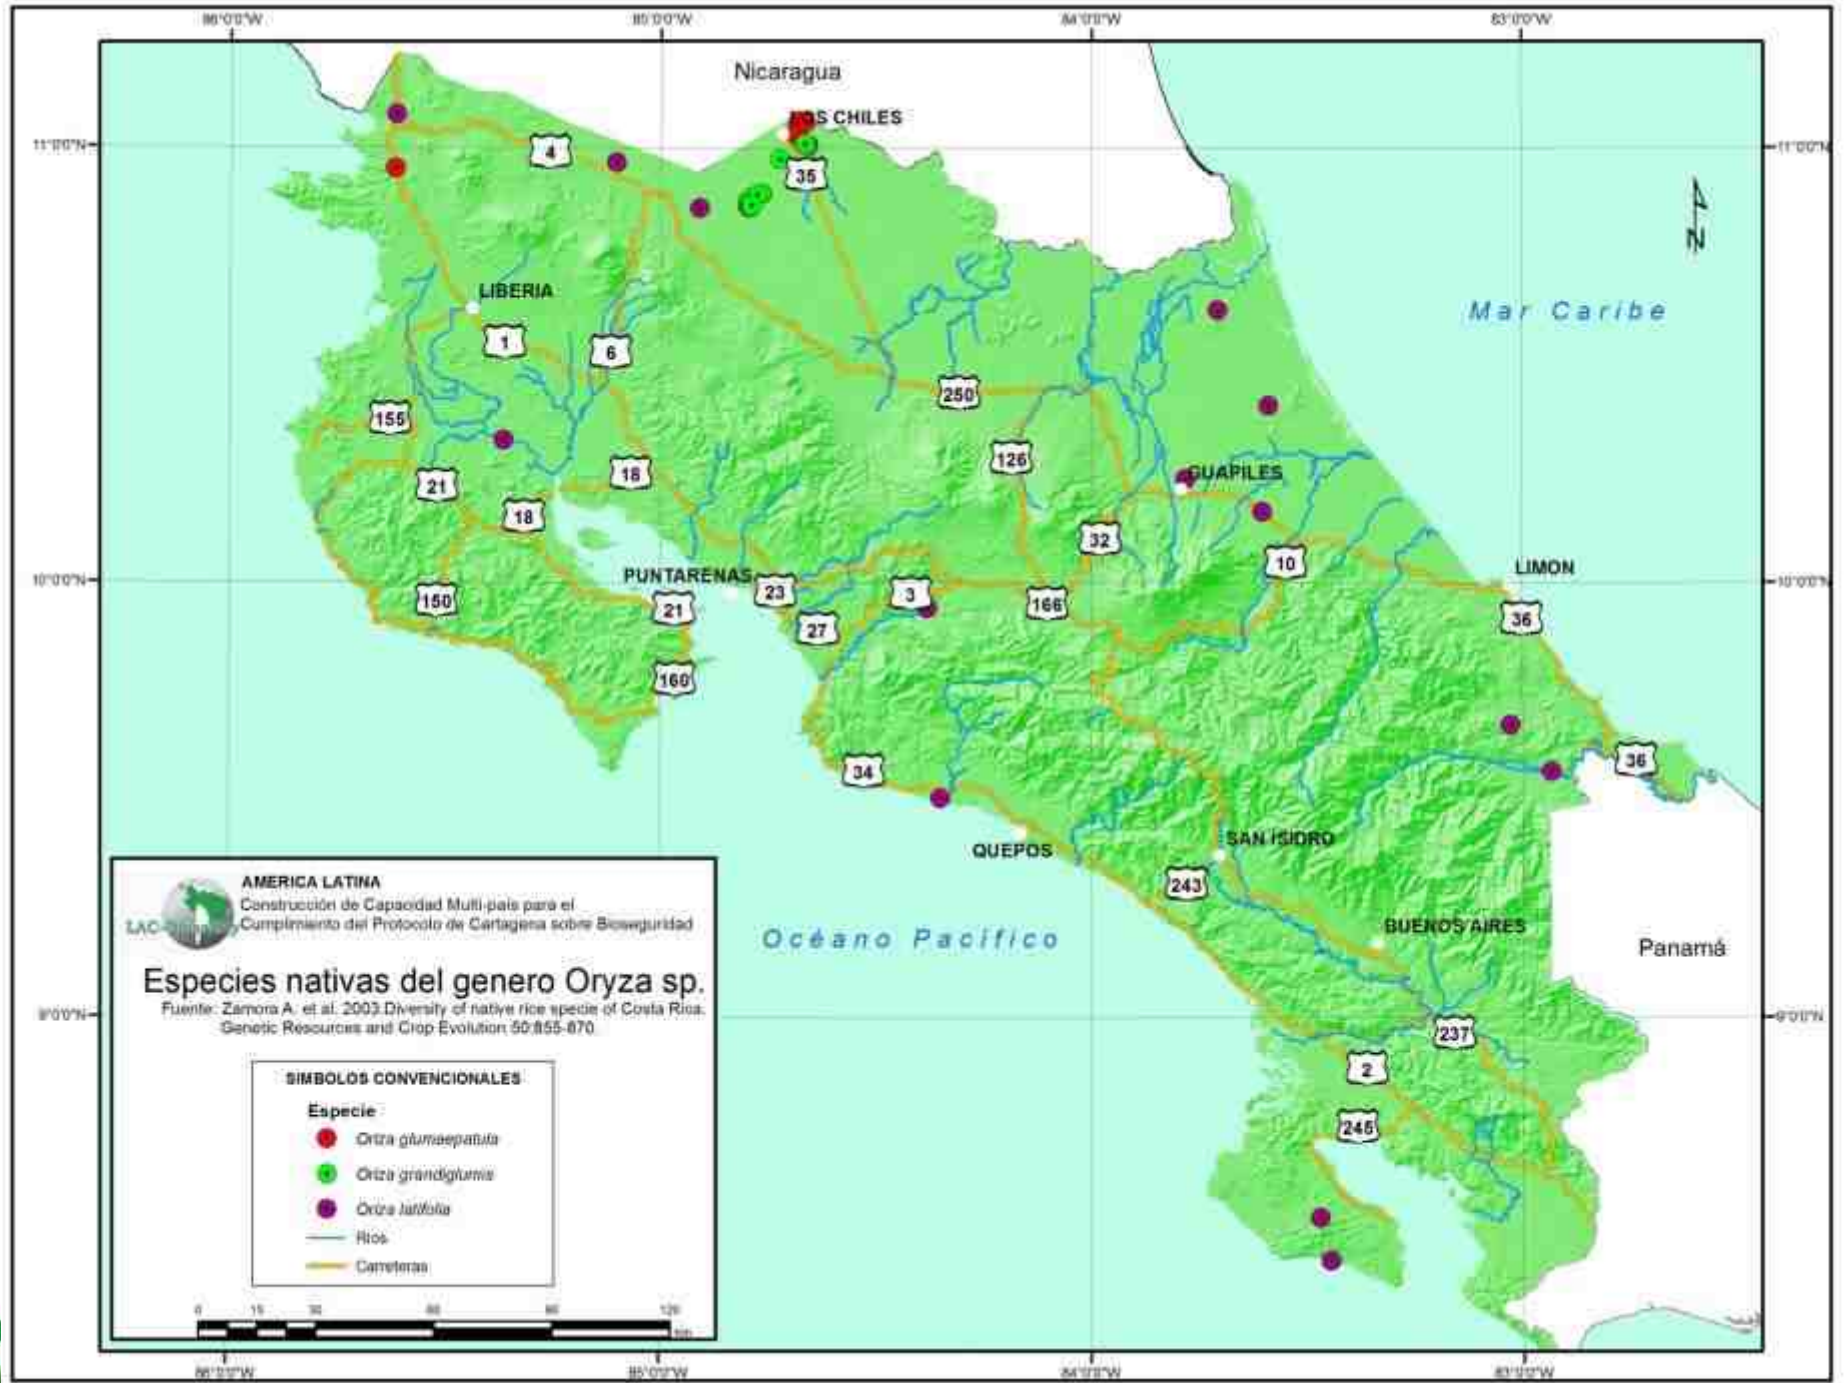 86°0'0"W
85°0'0"W
84°0'0"W
83°0'0"W
Nicaragua
LOS CHILES
11°0'0"N
11°0'0"N
4
35
LIBERIA
Mar Caribe
1
6
250
155
126
18
GUAPILES
21
18
32
10
LIMON
PUNTARENAS
23
3
166
150
21
36
27
160
36
34
10°0'0"N
10°0'0"N
QUEPOS
SAN ISIDRO
243
BUENOS AIRES
Océano Pacífico
Panamá
AMERICA LATINA
Construcción de Capacidad Multi-país para el
Cumplimiento del Protocolo de Cartagena sobre Bioseguridad
Especies nativas del genero Oryza sp.
Fuente: Zamora A. et al. 2003.Diversity of native rice specie of Costa Rica.
Genetic Resources and Crop Evolution 50:855-870
9°0'0"N
9°0'0"N
237
2
245
SIMBOLOS CONVENCIONALES
Especie
Oriza glumaepatula
Oriza grandiglumis
Oriza latifolia
Rios
Carreteras
0 15 30 60 90 120
86°0'0"W
85°0'0"W
84°0'0"W
83°0'0"W